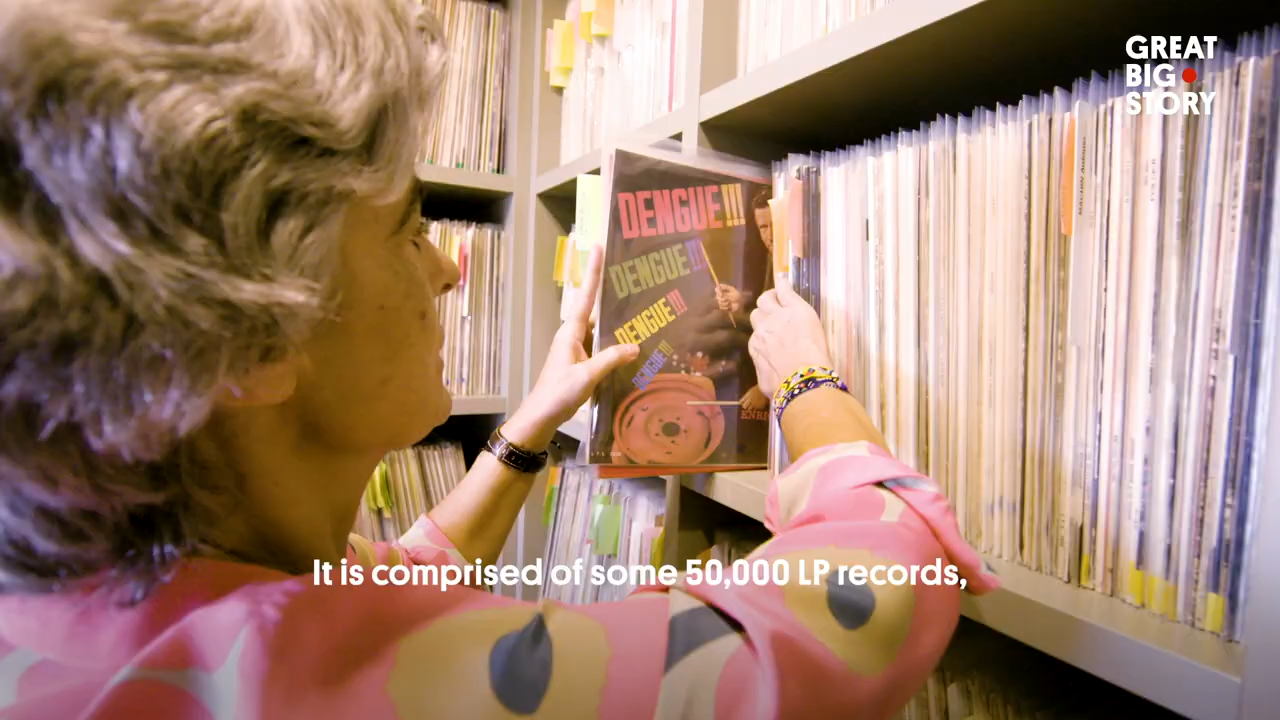 GREAT
BIG
STORY
DENGUE!!!
DENGUE!!!
DENGUE!!!
DENGUE!!!
It is comprised of some 50,000 LP records,